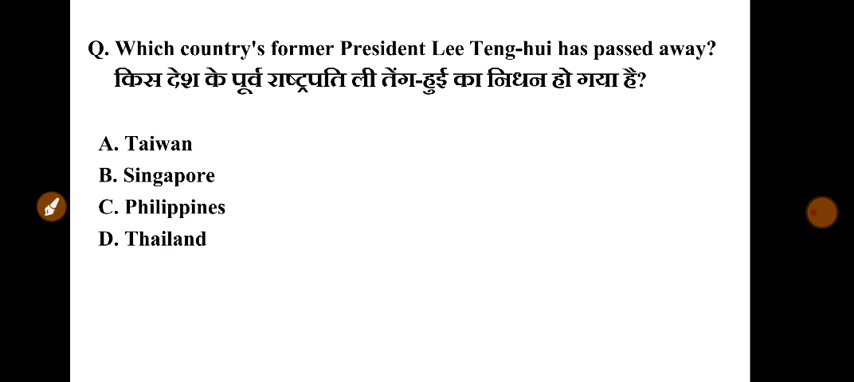 Q. Which country's former President Lee Teng-hui has passed away?
किस देश के पूर्व राष्ट्रपति ली तेंग-हुई का निधन हो गया है?
A. Taiwan
B. Singapore
C. Philippines
D. Thailand